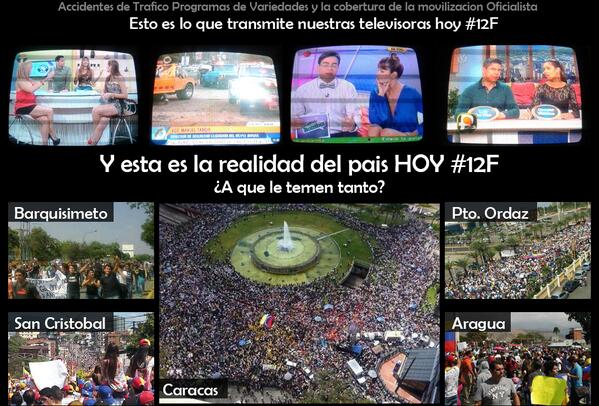 Accidentes de Trafico Programas de Variedades y la cobertura de la movilizacion Oficialista
Esto es lo que transmite nuestras televisoras hoy #12F
Y esta es la realidad del pais HOY #12F
¿A que le temen tanto?
Barquisimeto
Pto. Ordaz
San Cristobal
Aragua
Caracas